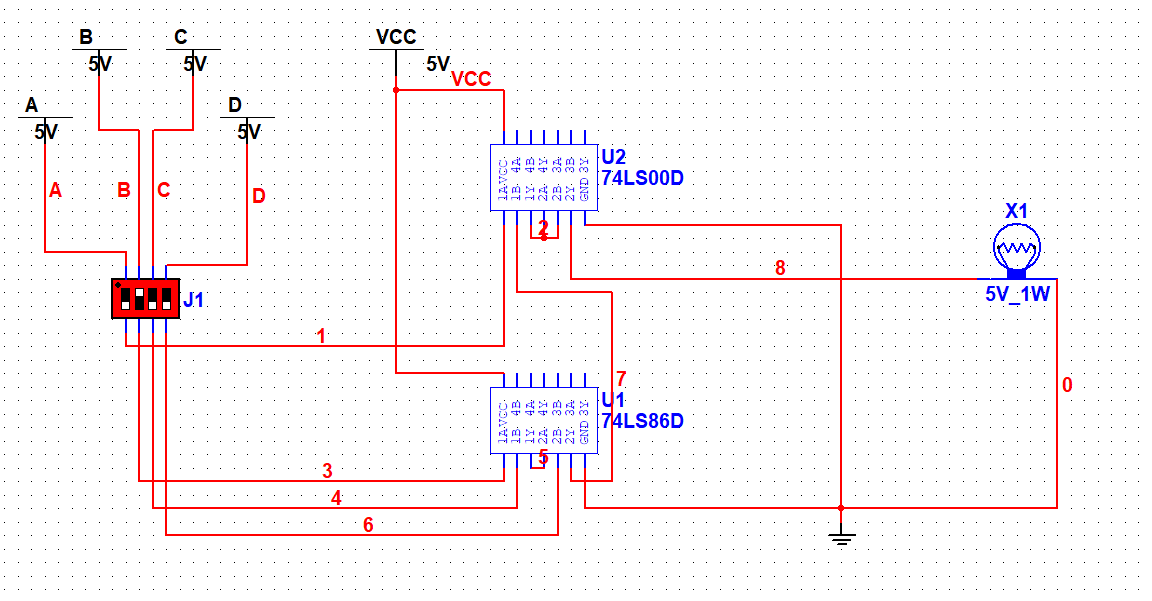 B
5V
C
5V
VCC
5V
VCC
A
5V
D
5V
A
B
C
D
VCC 4A 4B 4Y 3A 3B 3Y
1A 1B 1Y 2A 2B 2Y GND
U2
74LS00D
2
X1
5V_1W
8
J1
1
7
0
VCC 4B 4A 4Y 3B 3A 3Y
1A 1B 1Y 2A 2B 2Y GND
U1
74LS86D
5
3
4
6